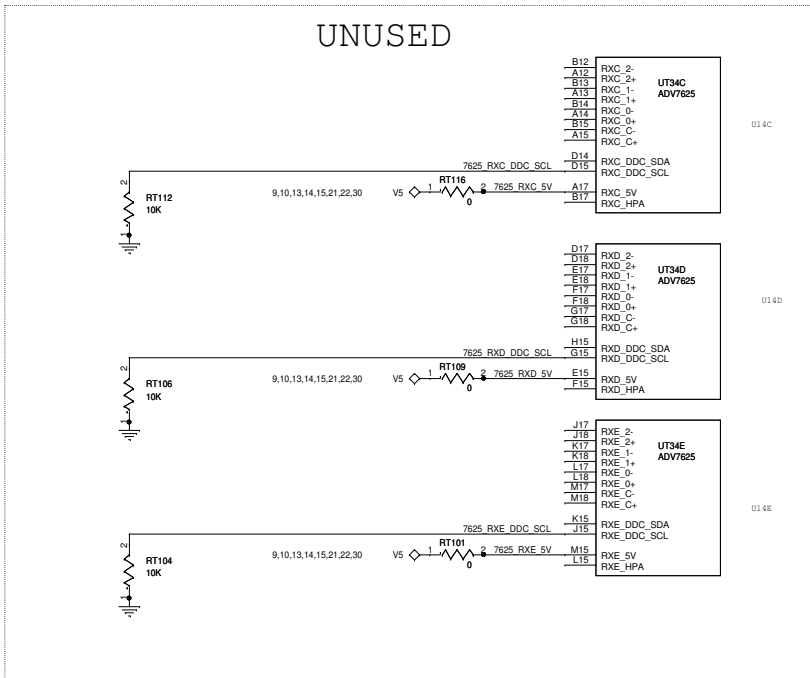 UNUSED
B12 RXC_2-
A12 RXC_2+
B13 RXC_1-
A13 RXC_1+
B14 RXC_0-
A14 RXC_0+
B15 RXC_C-
A15 RXC_C+
UT34C
ADV7625
U14C
D14 RXC_DDC_SDA
7625_RXC_DDC_SCL D15 RXC_DDC_SCL
2
RT112
10K
1
9,10,13,14,15,21,22,30 V5 1 RT116 2 7625_RXC_5V A17 RXC_5V
0
B17 RXC_HPA
D17 RXD_2-
D18 RXD_2+
E17 RXD_1-
E18 RXD_1+
F17 RXD_0-
F18 RXD_0+
G17 RXD_C-
G18 RXD_C+
UT34D
ADV7625
U14D
H15 RXD_DDC_SDA
7625_RXD_DDC_SCL G15 RXD_DDC_SCL
2
RT106
10K
1
9,10,13,14,15,21,22,30 V5 1 RT109 2 7625_RXD_5V E15 RXD_5V
0
F15 RXD_HPA
J17 RXE_2-
J18 RXE_2+
K17 RXE_1-
K18 RXE_1+
L17 RXE_0-
L18 RXE_0+
M17 RXE_C-
M18 RXE_C+
UT34E
ADV7625
U14E
K15 RXE_DDC_SDA
7625_RXE_DDC_SCL J15 RXE_DDC_SCL
2
RT104
10K
1
9,10,13,14,15,21,22,30 V5 1 RT101 2 7625_RXE_5V M15 RXE_5V
0
L15 RXE_HPA